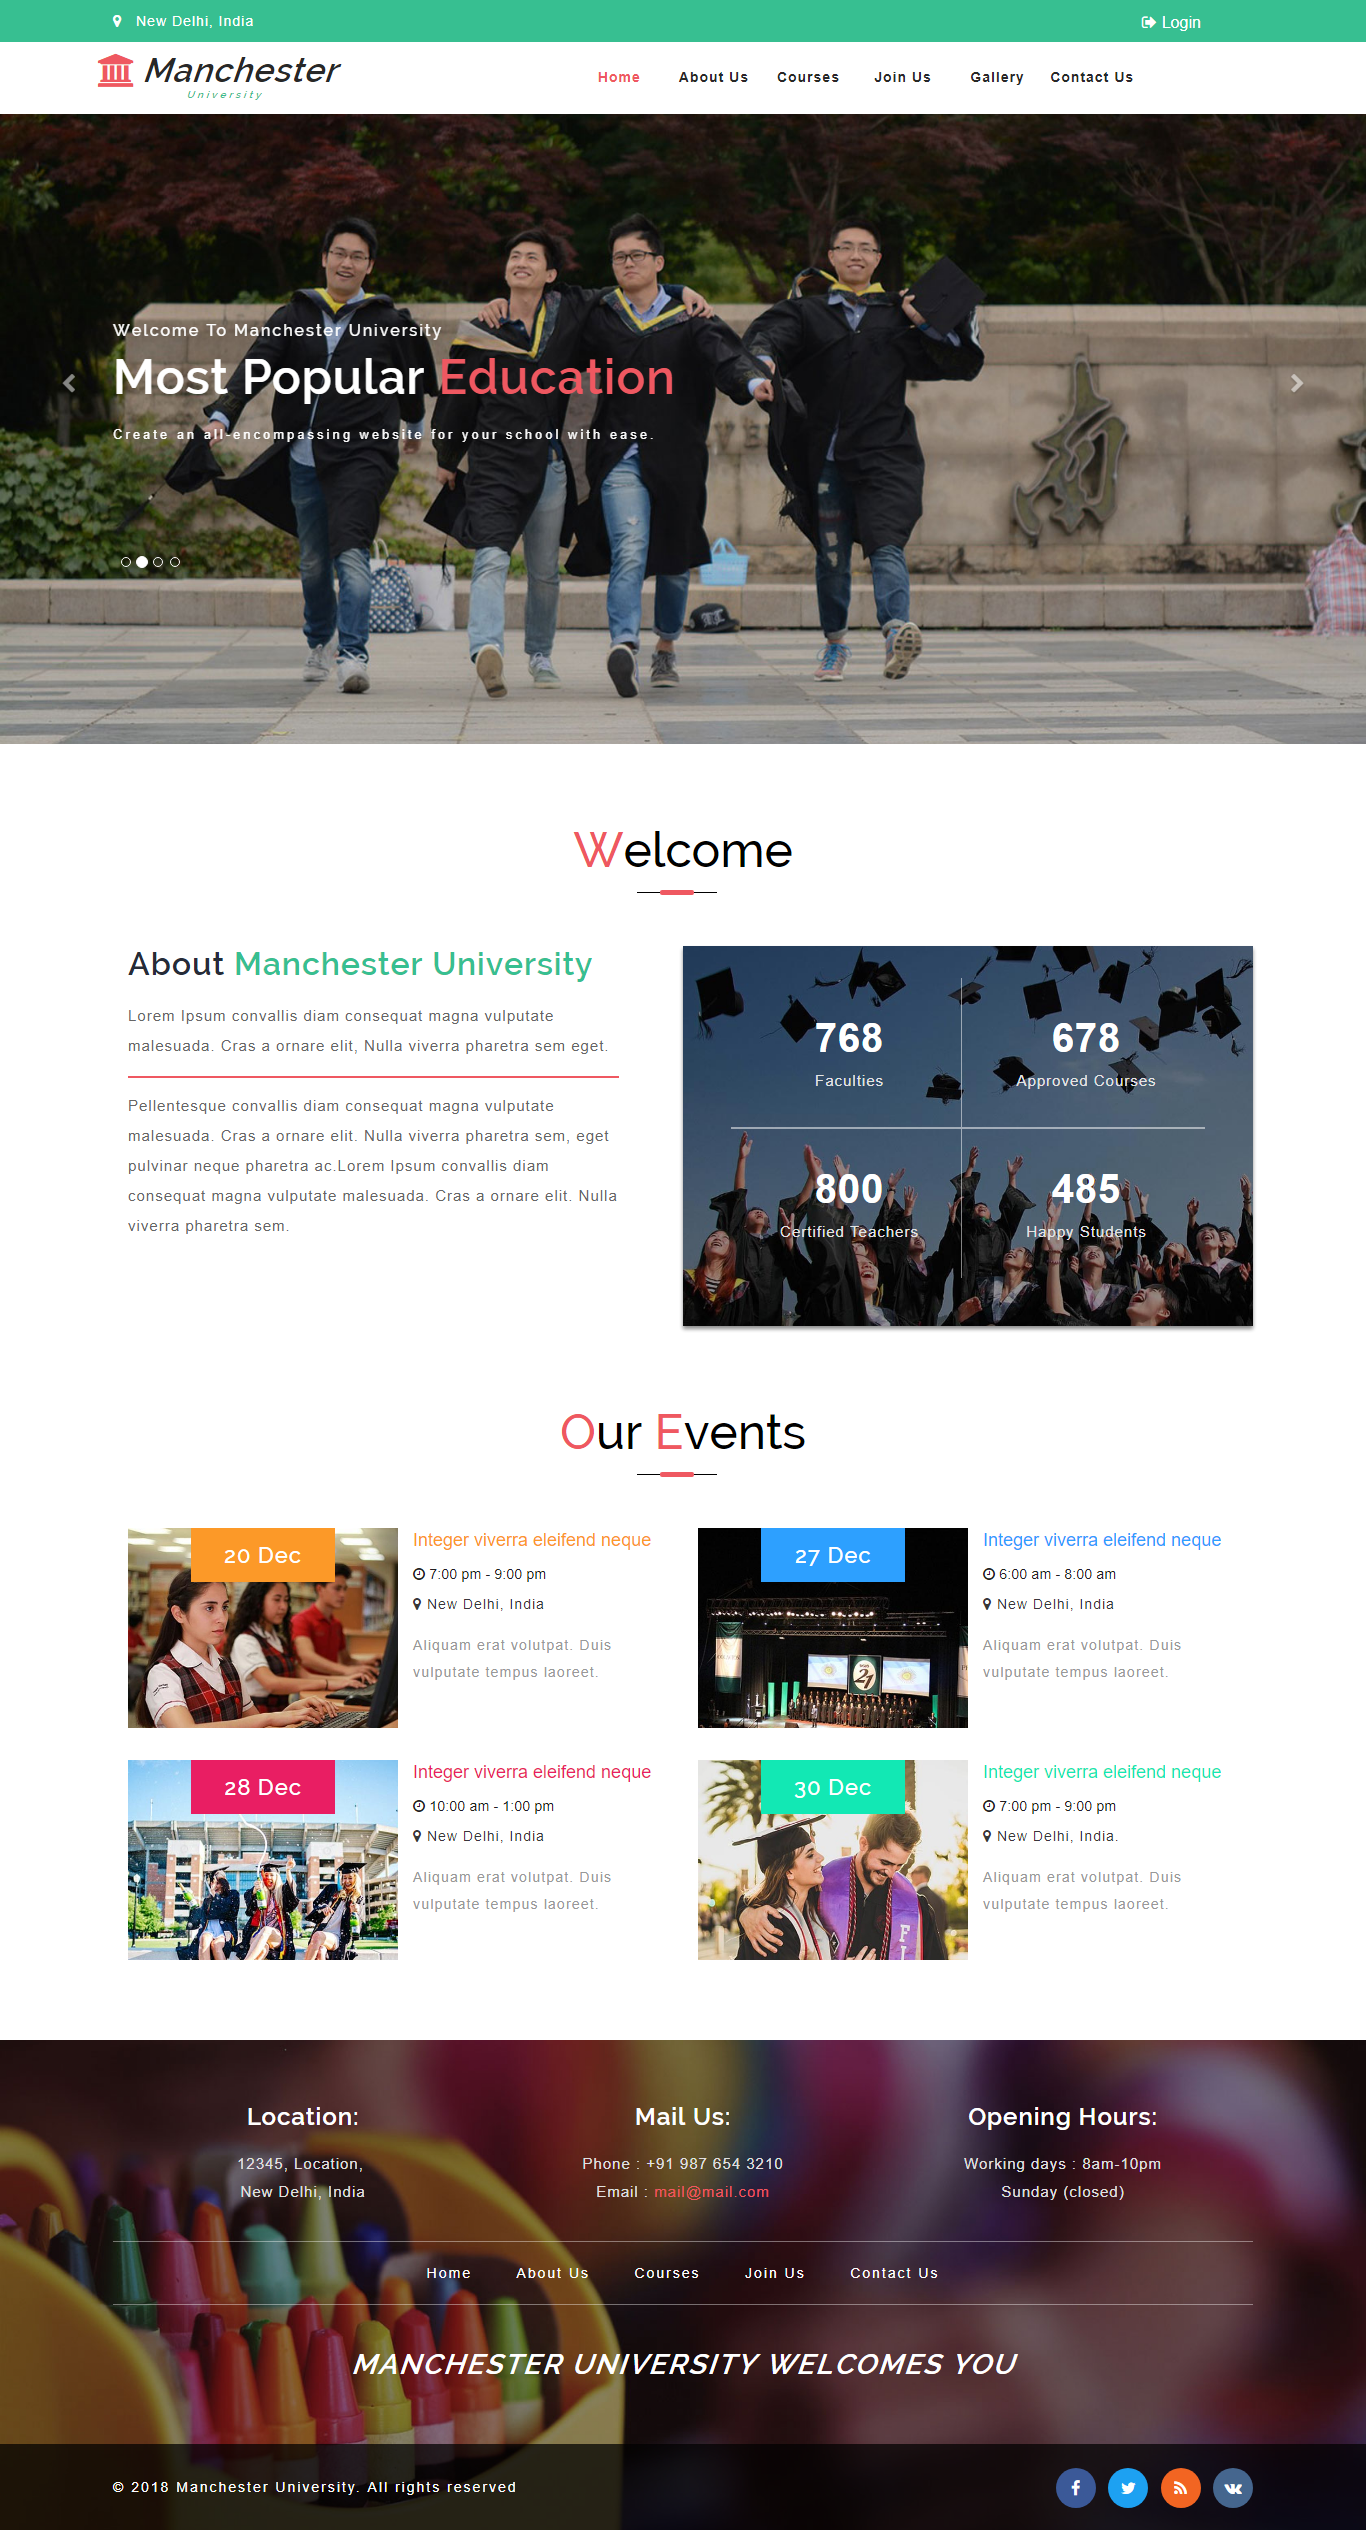 New Delhi, India
Login
Manchester
University
Home
About Us
Courses
Join Us
Gallery
Contact Us
Welcome To Manchester University
Most Popular Education
Create an all-encompassing website for your school with ease.
Welcome
About Manchester University
Lorem Ipsum convallis diam consequat magna vulputate
malesuada. Cras a ornare elit, Nulla viverra pharetra sem eget.
Pellentesque convallis diam consequat magna vulputate
malesuada. Cras a ornare elit. Nulla viverra pharetra sem, eget
pulvinar neque pharetra ac.Lorem Ipsum convallis diam
consequat magna vulputate malesuada. Cras a ornare elit. Nulla
viverra pharetra sem.
768
Faculties
678
Approved Courses
800
Certified Teachers
485
Happy Students
Our Events
20 Dec
Integer viverra eleifend neque
7:00 pm - 9:00 pm
New Delhi, India
Aliquam erat volutpat. Duis
vulputate tempus laoreet.
27 Dec
Integer viverra eleifend neque
6:00 am - 8:00 am
New Delhi, India
Aliquam erat volutpat. Duis
vulputate tempus laoreet.
28 Dec
Integer viverra eleifend neque
10:00 am - 1:00 pm
New Delhi, India
Aliquam erat volutpat. Duis
vulputate tempus laoreet.
30 Dec
Integer viverra eleifend neque
7:00 pm - 9:00 pm
New Delhi, India.
Aliquam erat volutpat. Duis
vulputate tempus laoreet.
Location:
12345, Location,
New Delhi, India
Mail Us:
Phone : +91 987 654 3210
Email : mail@mail.com
Opening Hours:
Working days : 8am-10pm
Sunday (closed)
Home
About Us
Courses
Join Us
Contact Us
MANCHESTER UNIVERSITY WELCOMES YOU
© 2018 Manchester University. All rights reserved